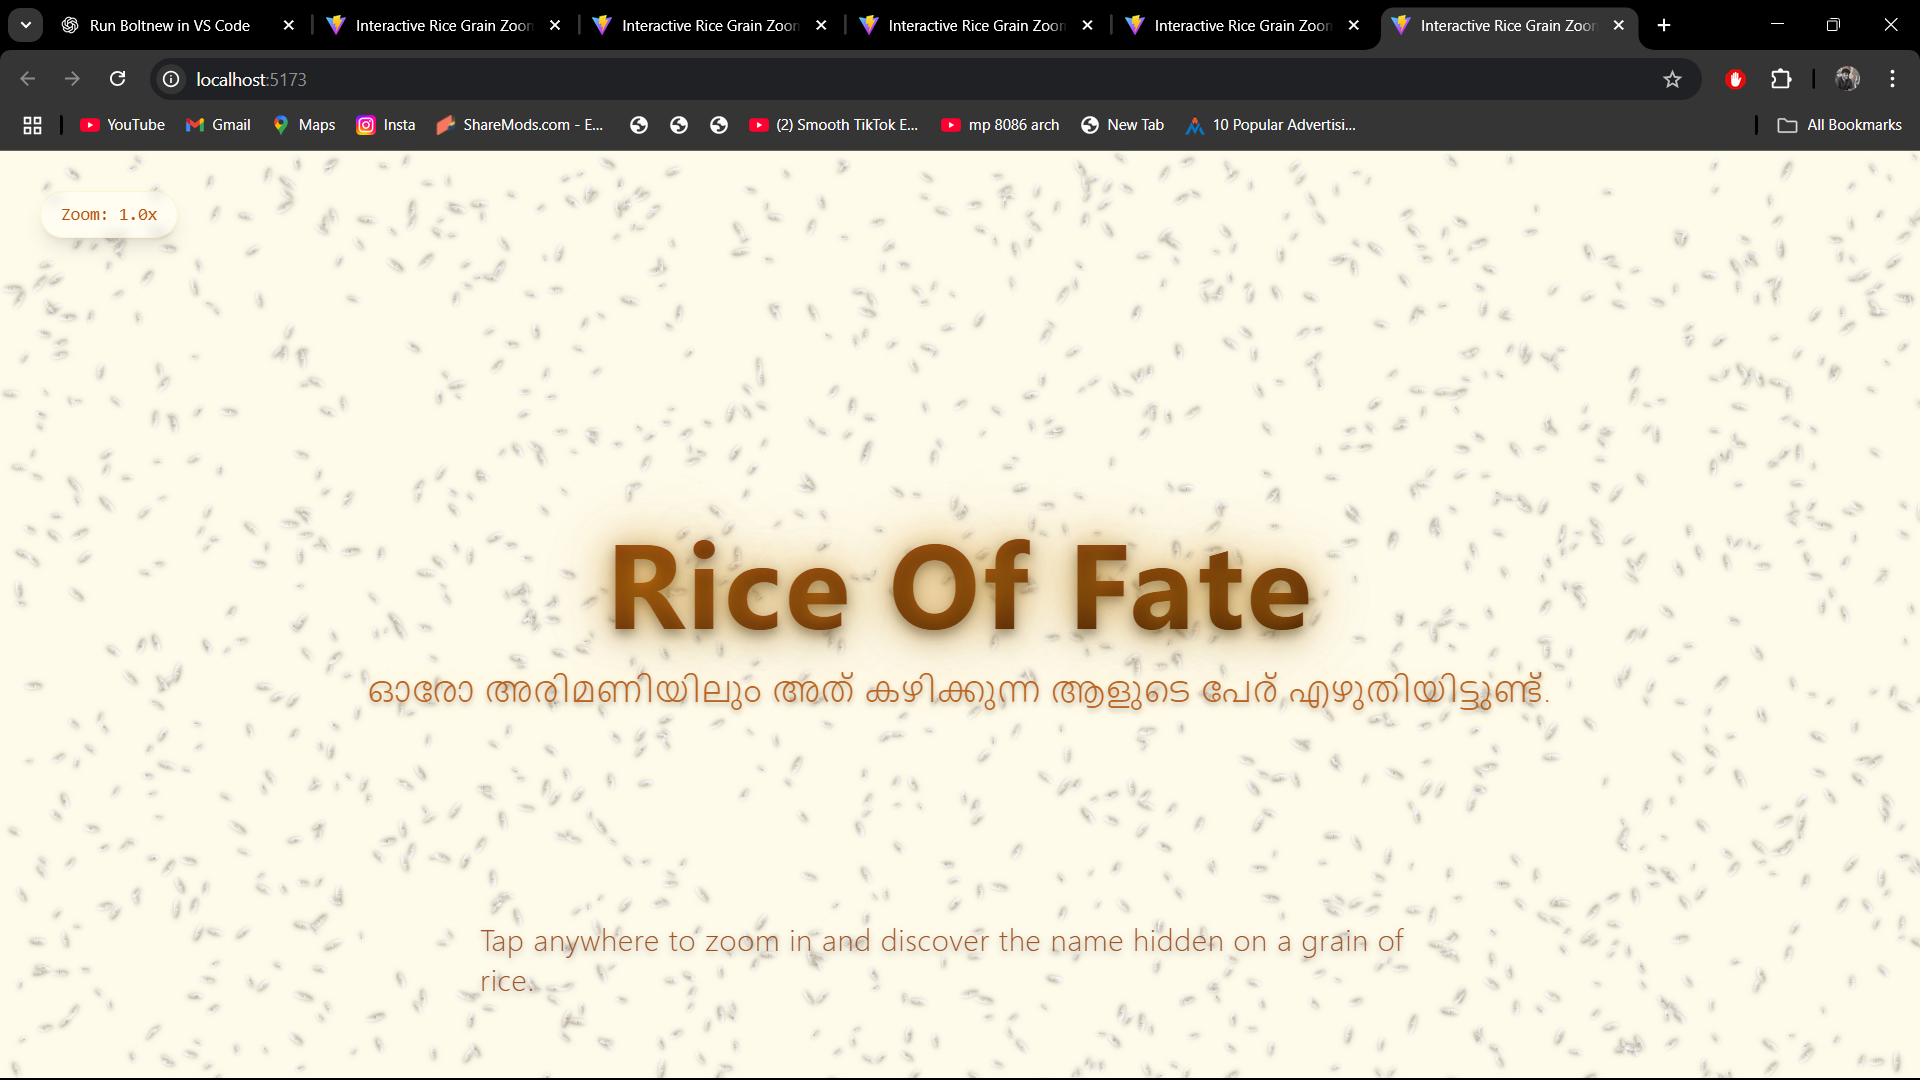 Run Boltnew in VS Code
Interactive Rice Grain Zoon
Interactive Rice Grain Zoon
Interactive Rice Grain Zoon
Interactive Rice Grain Zoon
Interactive Rice Grain Zoon
localhost:5173
YouTube
Gmail
Maps
Insta
ShareMods.com - E...
(2) Smooth TikTok E...
mp 8086 arch
New Tab
10 Popular Advertisi...
All Bookmarks
Zoom: 1.0x
Rice Of Fate
ഓരോ അരിമണിയിലും അത് കഴിക്കുന്ന ആളുടെ പേര് എഴുതിയിട്ടുണ്ട്.
Tap anywhere to zoom in and discover the name hidden on a grain of
rice.